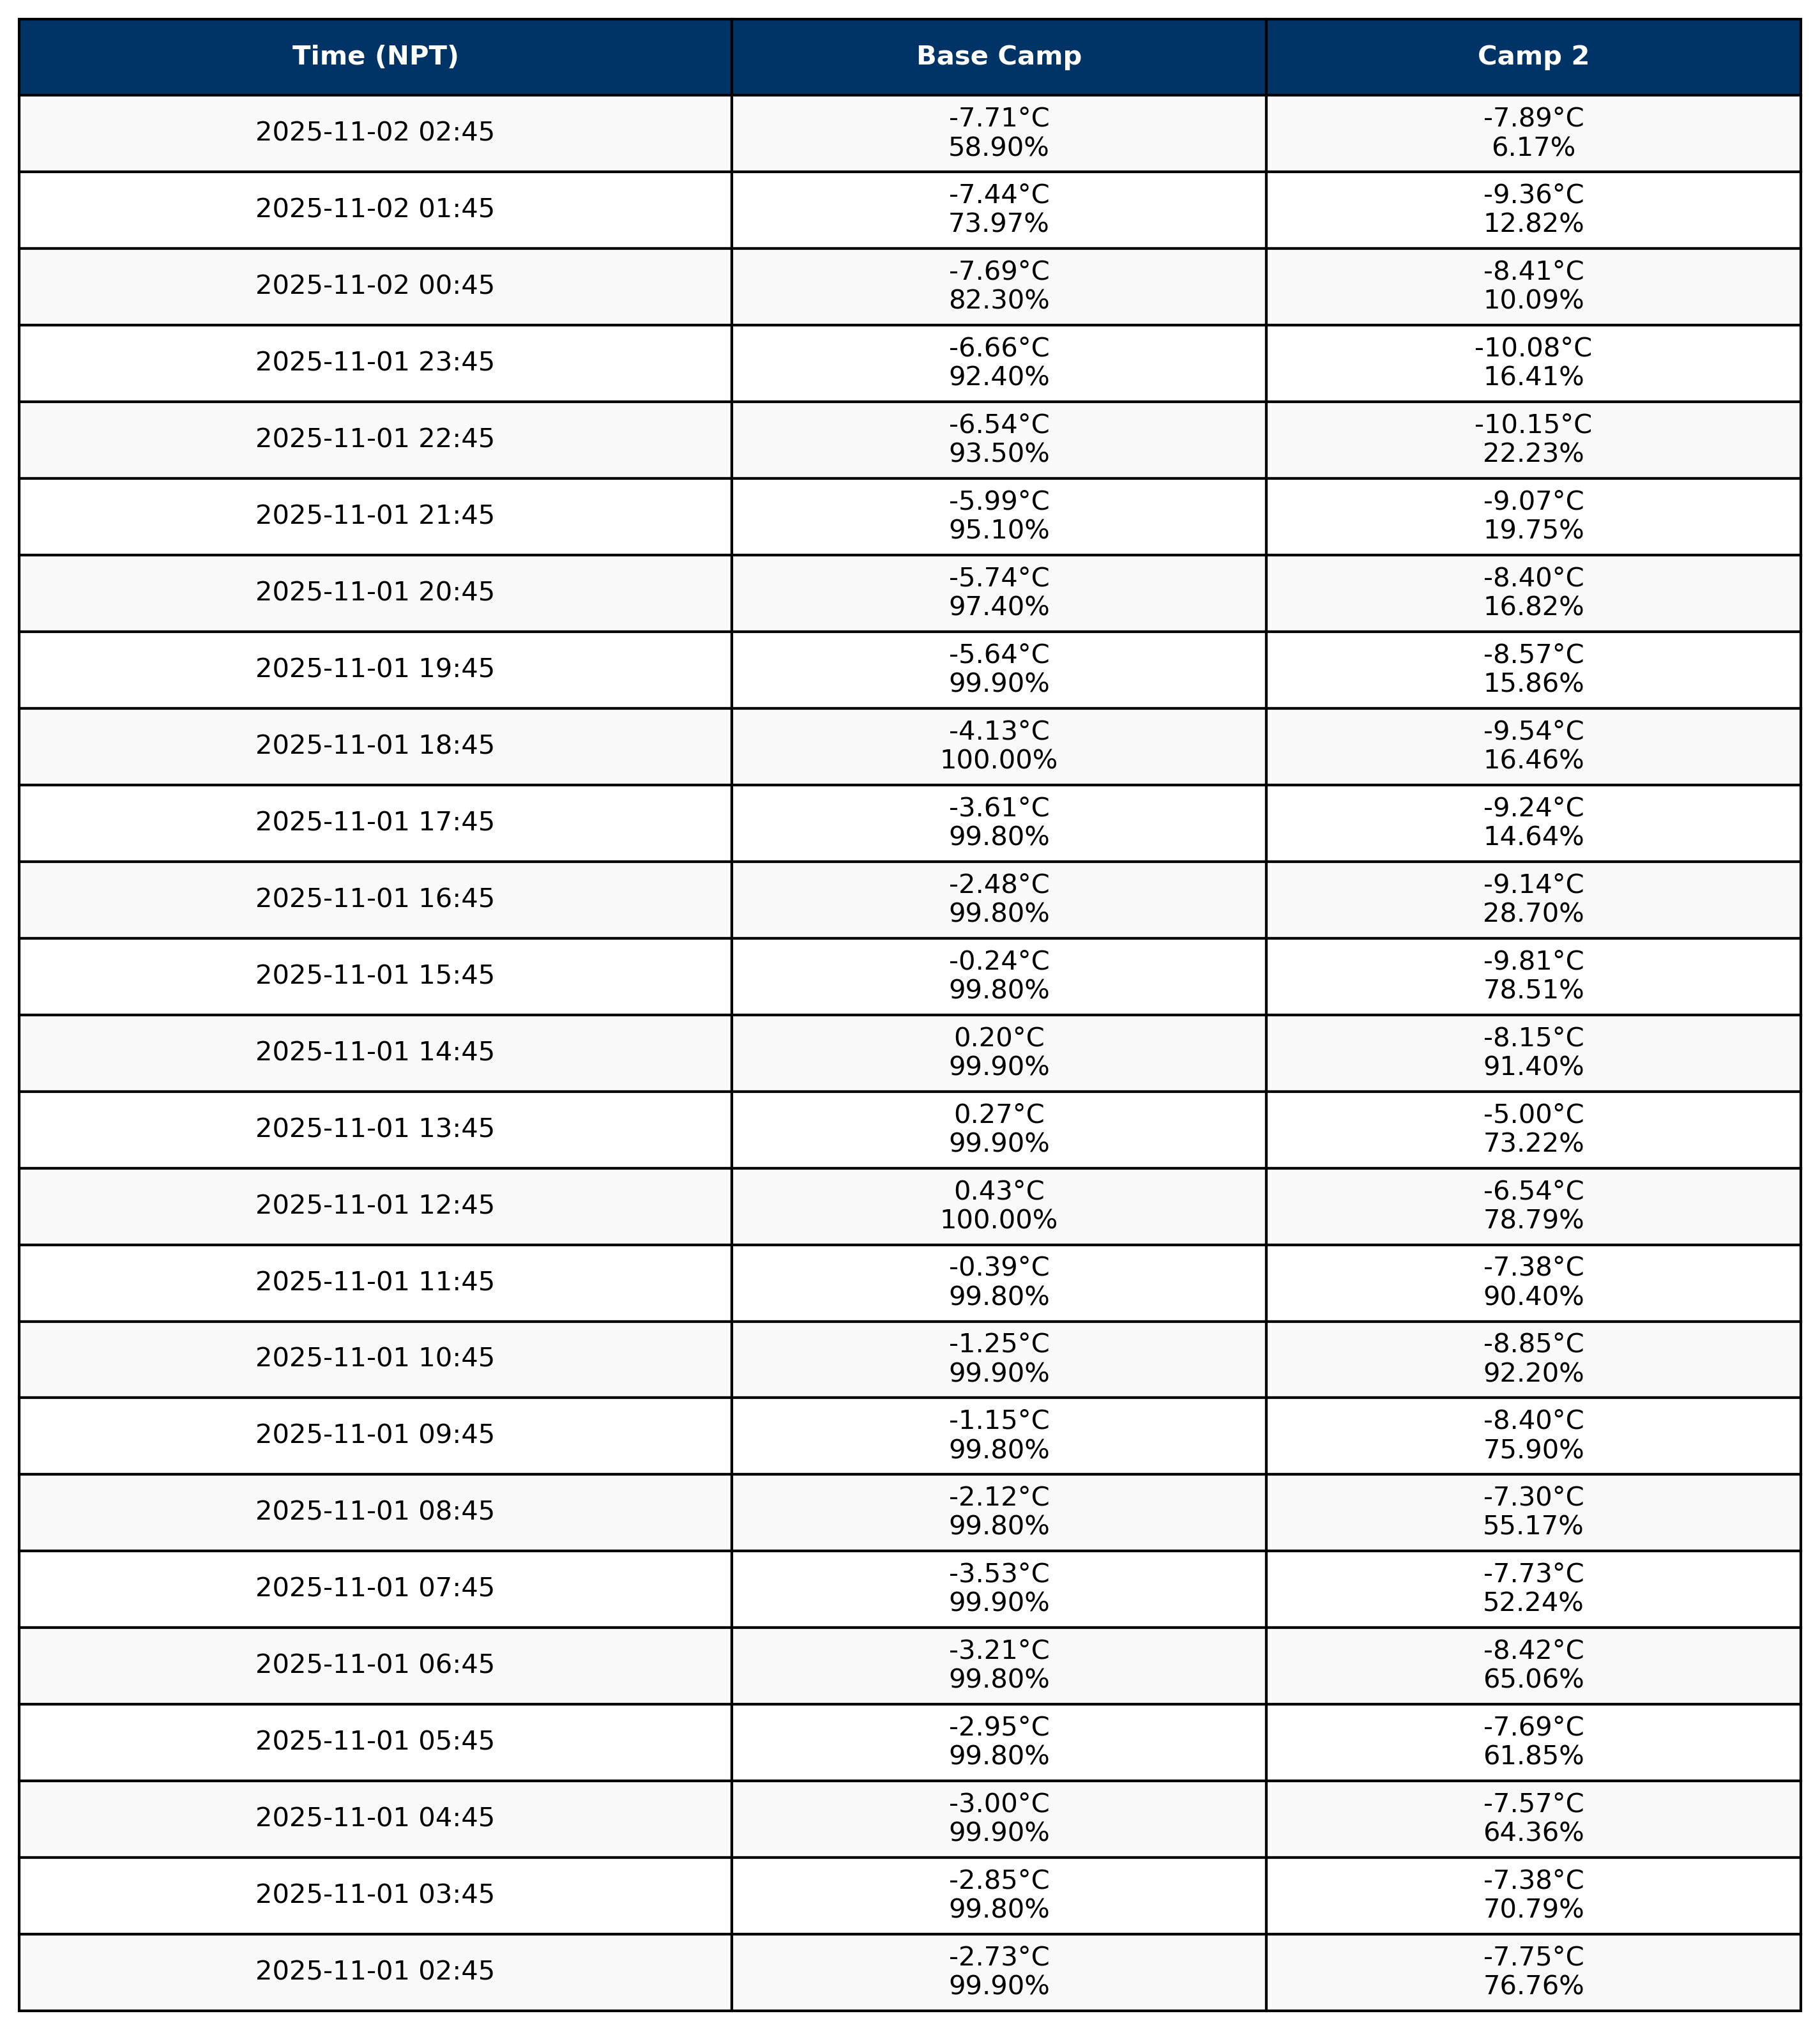 Time (NPT) Base Camp Camp 2
2025-11-02 02:45 -7.71°C -7.89°C
58.90% 6.17%
2025-11-02 01:45 -7.44°C -9.36°C
73.97% 12.82%
2025-11-02 00:45 -7.69°C -8.41°C
82.30% 10.09%
2025-11-01 23:45 -6.66°C -10.08°C
92.40% 16.41%
2025-11-01 22:45 -6.54°C -10.15°C
93.50% 22.23%
2025-11-01 21:45 -5.99°C -9.07°C
95.10% 19.75%
2025-11-01 20:45 -5.74°C -8.40°C
97.40% 16.82%
2025-11-01 19:45 -5.64°C -8.57°C
99.90% 15.86%
2025-11-01 18:45 -4.13°C -9.54°C
100.00% 16.46%
2025-11-01 17:45 -3.61°C -9.24°C
99.80% 14.64%
2025-11-01 16:45 -2.48°C -9.14°C
99.80% 28.70%
2025-11-01 15:45 -0.24°C -9.81°C
99.80% 78.51%
2025-11-01 14:45 0.20°C -8.15°C
99.90% 91.40%
2025-11-01 13:45 0.27°C -5.00°C
99.90% 73.22%
2025-11-01 12:45 0.43°C -6.54°C
100.00% 78.79%
2025-11-01 11:45 -0.39°C -7.38°C
99.80% 90.40%
2025-11-01 10:45 -1.25°C -8.85°C
99.90% 92.20%
2025-11-01 09:45 -1.15°C -8.40°C
99.80% 75.90%
2025-11-01 08:45 -2.12°C -7.30°C
99.80% 55.17%
2025-11-01 07:45 -3.53°C -7.73°C
99.90% 52.24%
2025-11-01 06:45 -3.21°C -8.42°C
99.80% 65.06%
2025-11-01 05:45 -2.95°C -7.69°C
99.80% 61.85%
2025-11-01 04:45 -3.00°C -7.57°C
99.90% 64.36%
2025-11-01 03:45 -2.85°C -7.38°C
99.80% 70.79%
2025-11-01 02:45 -2.73°C -7.75°C
99.90% 76.76%